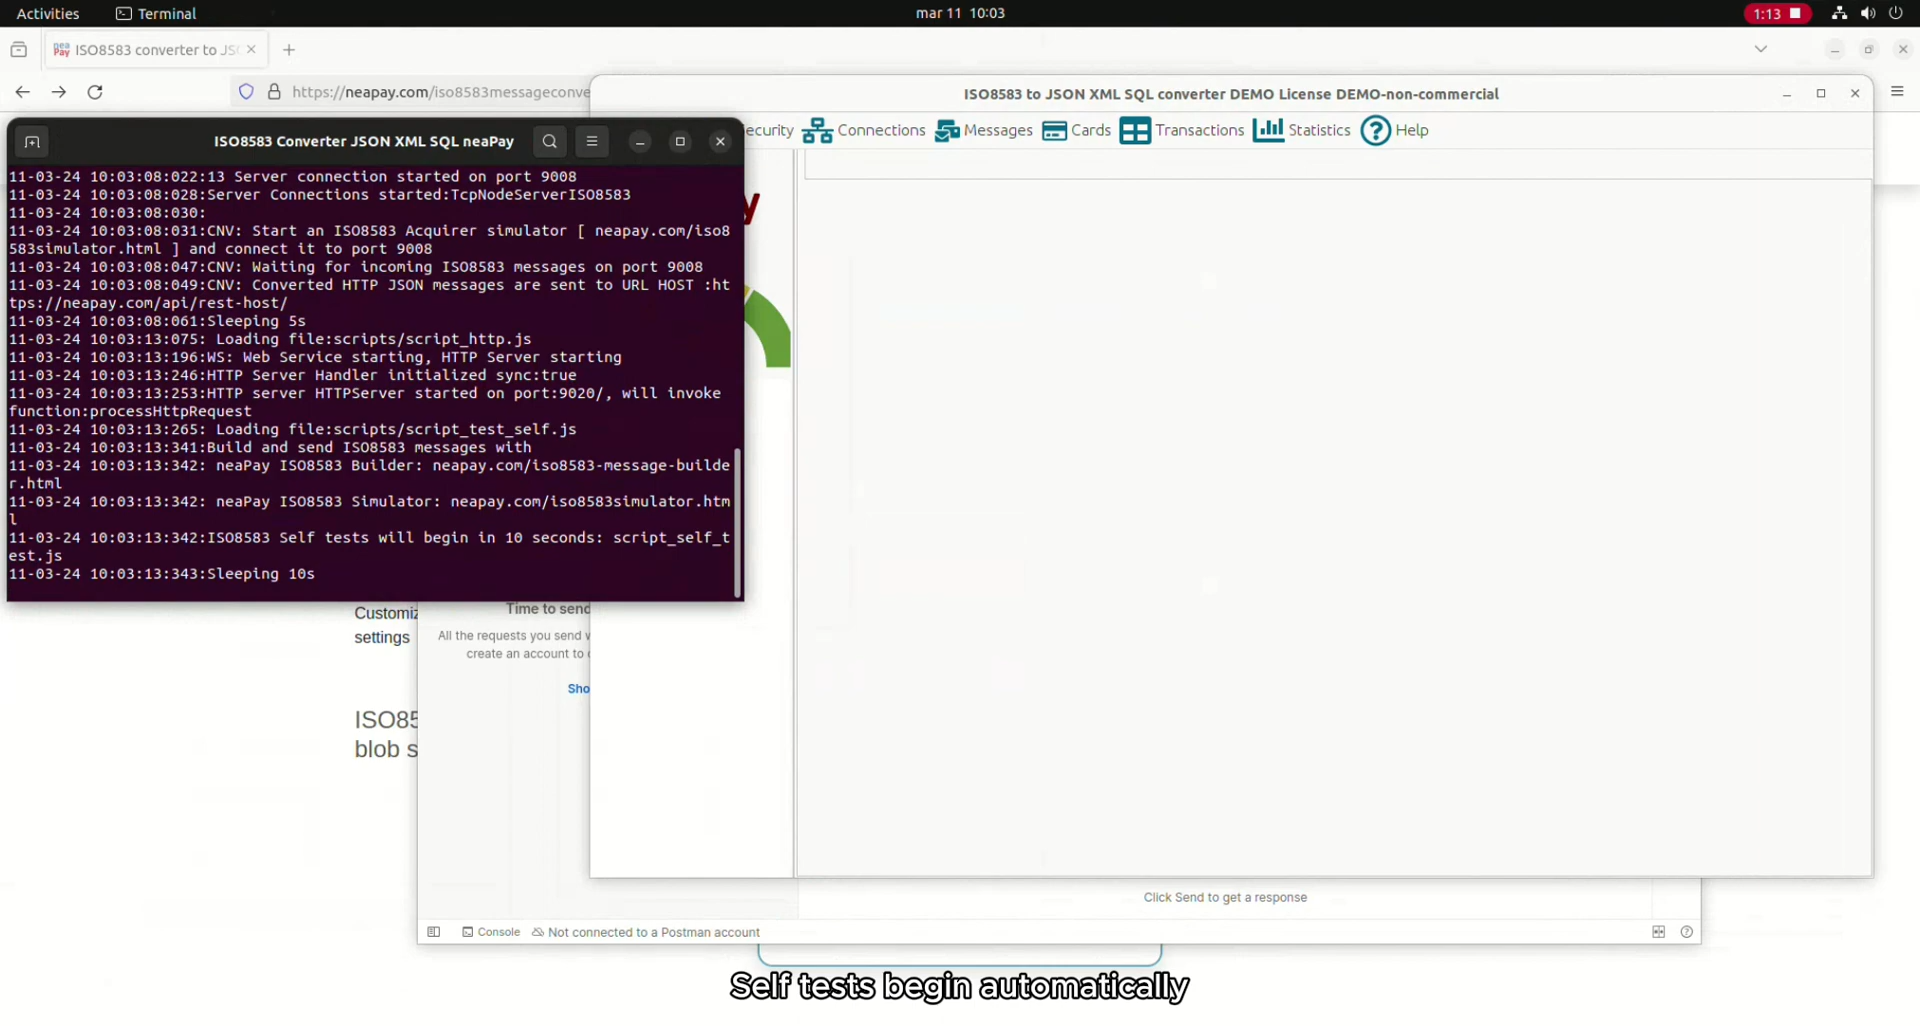 Activities Terminal mar 11 10:03 1:13
ISO8583 converter to JS
https://neapay.com/iso8583messageconve
ISO8583 to JSON XML SQL converter DEMO License DEMO-non-commercial
ecurity Connections Messages Cards Transactions Statistics Help
ISO8583 Converter JSON XML SQL neaPay
11-03-24 10:03:08:022:13 Server connection started on port 9008
11-03-24 10:03:08:028:Server Connections started:TcpNodeServerISO8583
11-03-24 10:03:08:030:
11-03-24 10:03:08:031:CNV: Start an ISO8583 Acquirer simulator [ neapay.com/iso8
583simulator.html ] and connect it to port 9008
11-03-24 10:03:08:047:CNV: Waiting for incoming ISO8583 messages on port 9008
11-03-24 10:03:08:049:CNV: Converted HTTP JSON messages are sent to URL HOST :ht
tps://neapay.com/api/rest-host/
11-03-24 10:03:08:061:Sleeping 5s
11-03-24 10:03:13:075: Loading file:scripts/script_http.js
11-03-24 10:03:13:196:WS: Web Service starting, HTTP Server starting
11-03-24 10:03:13:246:HTTP Server Handler initialized sync:true
11-03-24 10:03:13:253:HTTP server HTTPServer started on port:9020/, will invoke
function:processHttpRequest
11-03-24 10:03:13:265: Loading file:scripts/script_test_self.js
11-03-24 10:03:13:341:Build and send ISO8583 messages with
11-03-24 10:03:13:342: neaPay ISO8583 Builder: neapay.com/iso8583-message-builde
r.html
11-03-24 10:03:13:342: neaPay ISO8583 Simulator: neapay.com/iso8583simulator.htm
l
11-03-24 10:03:13:342:ISO8583 Self tests will begin in 10 seconds: script_self_t
est.js
11-03-24 10:03:13:343:Sleeping 10s
y
Customiz
settings
Time to senc
All the requests you send w
create an account to
Sho
ISO85
blob s
Click Send to get a response
Console Not connected to a Postman account
Self tests begin automatically